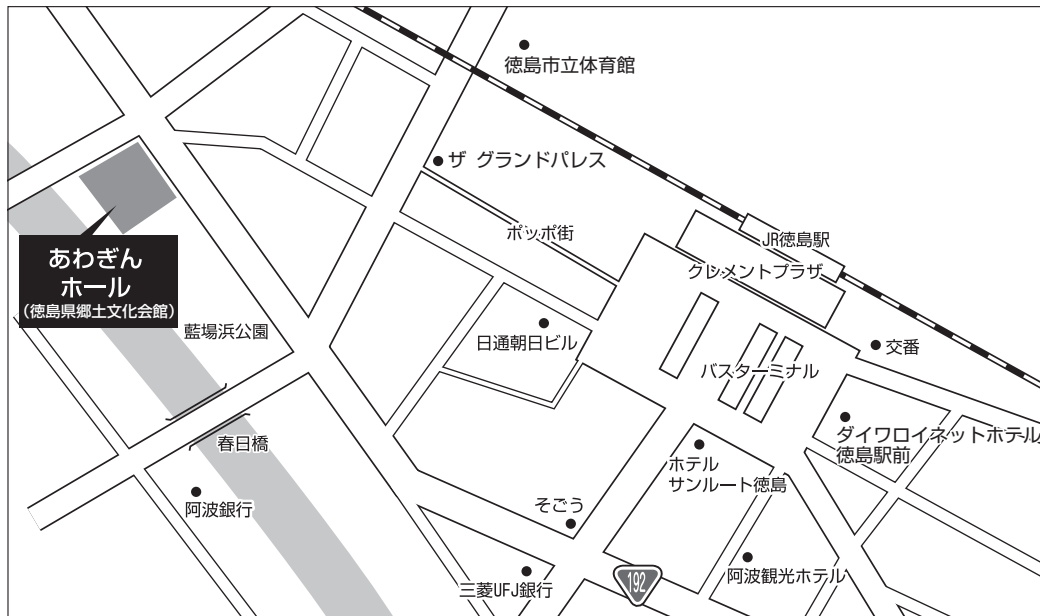 徳島市立体育館
ザ グランドパレス
ポッポ街
JR徳島駅
クレメントプラザ
あわぎん
ホール
(徳島県郷土文化会館)
藍場浜公園
日通朝日ビル
交番
バスターミナル
春日橋
ダイワロイネットホテル
徳島駅前
ホテル
サンルート徳島
阿波銀行
そごう
三菱UFJ銀行
192
阿波観光ホテル